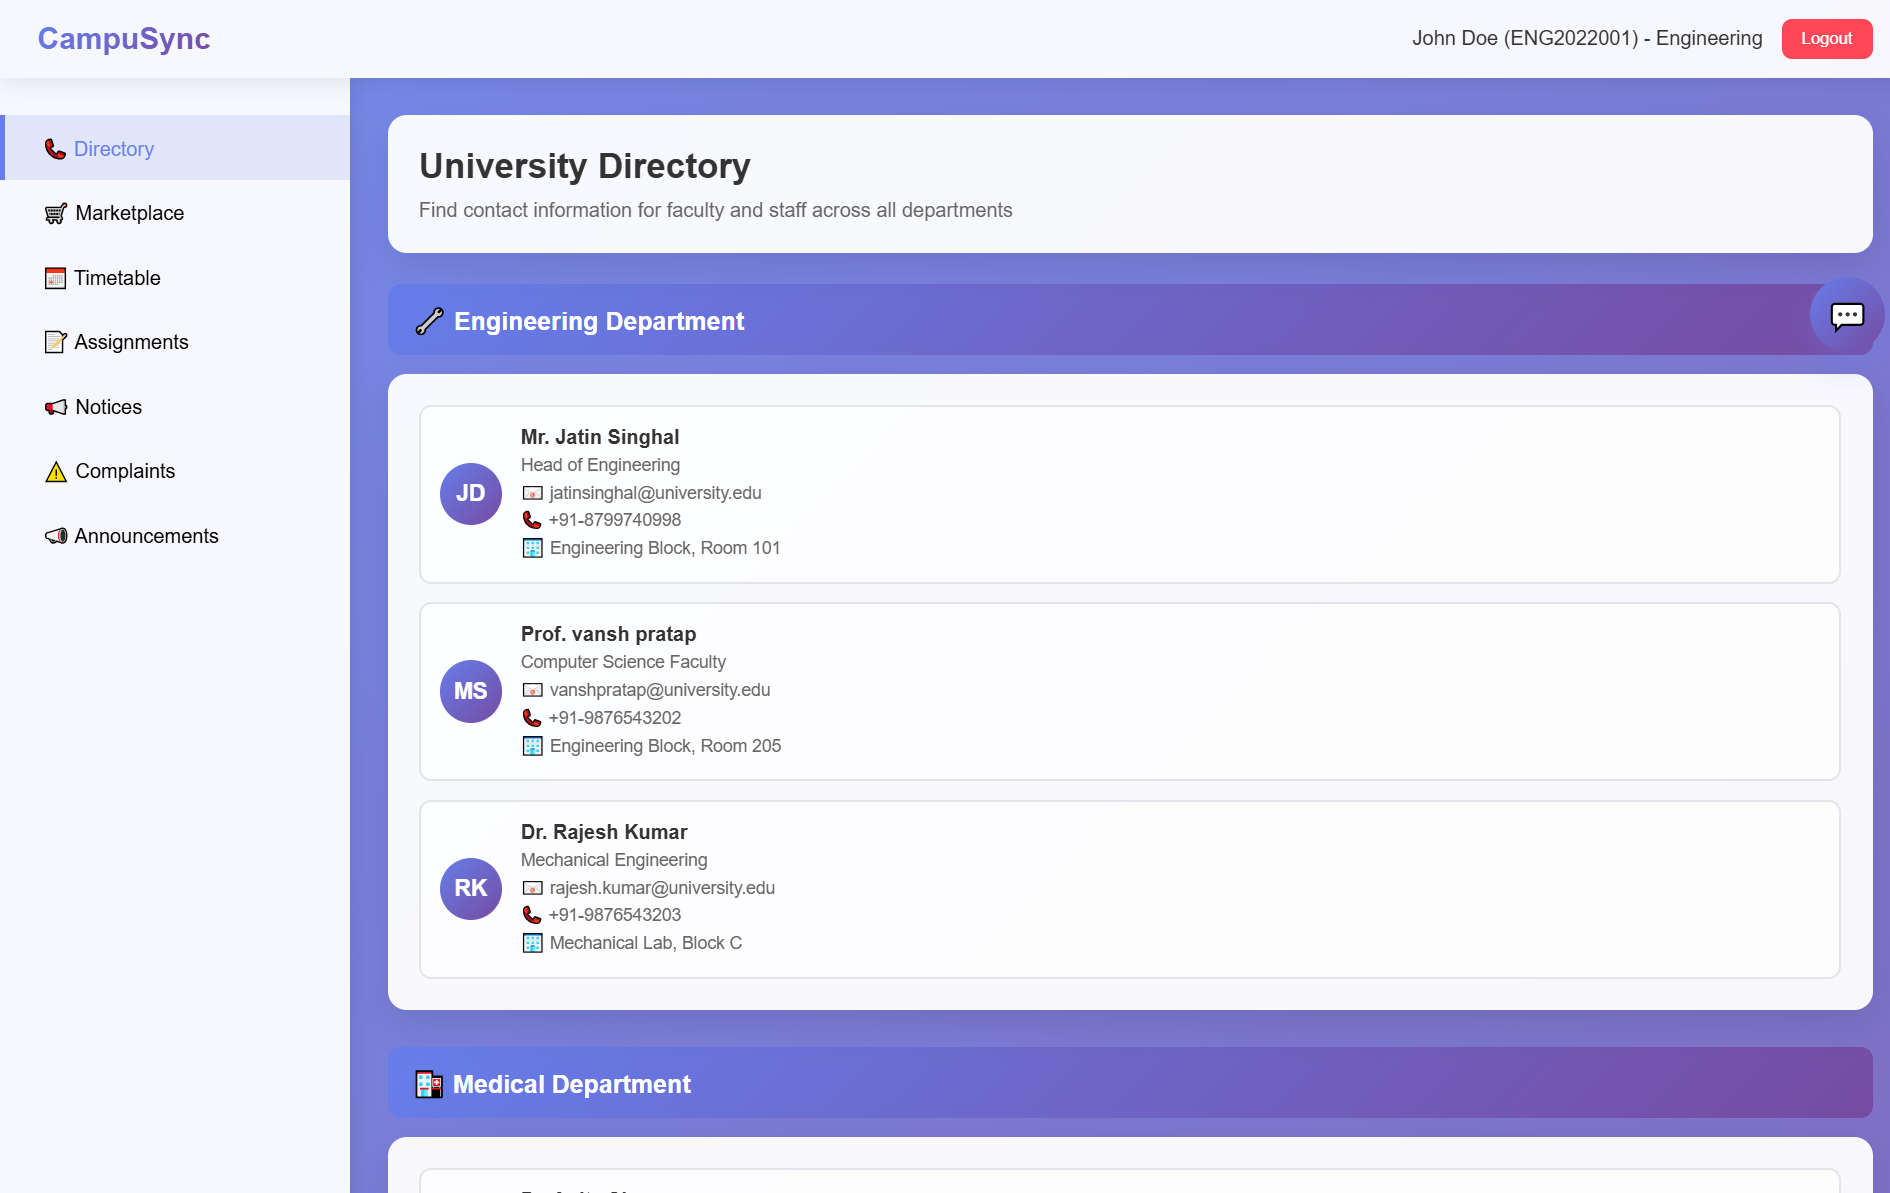 CampuSync
John Doe (ENG2022001) - Engineering
Logout
Directory
Marketplace
Timetable
Assignments
Notices
Complaints
Announcements
University Directory
Find contact information for faculty and staff across all departments
Engineering Department
JD
Mr. Jatin Singhal
Head of Engineering
jatinsinghal@university.edu
+91-8799740998
Engineering Block, Room 101
MS
Prof. vansh pratap
Computer Science Faculty
vanshpratap@university.edu
+91-9876543202
Engineering Block, Room 205
RK
Dr. Rajesh Kumar
Mechanical Engineering
rajesh.kumar@university.edu
+91-9876543203
Mechanical Lab, Block C
Medical Department